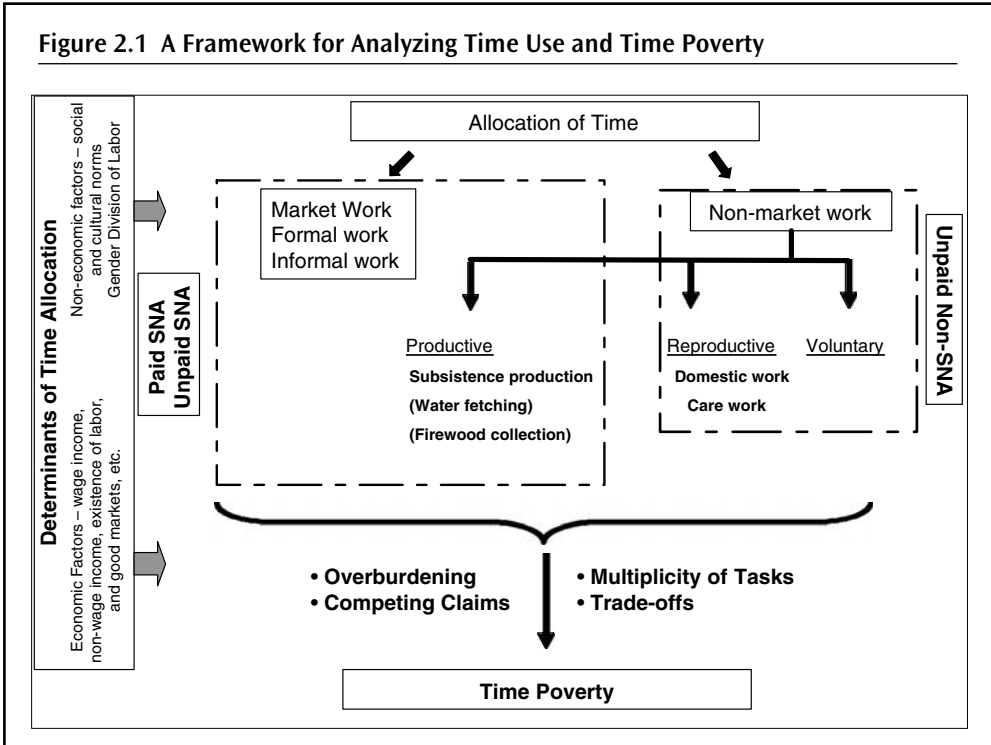 Figure 2.1 A Framework for Analyzing Time Use and Time Poverty
Determinants of Time Allocation
Non-economic factors – social
and cultural norms
Gender Division of Labor
Economic Factors – wage income,
non-wage income, existence of labor,
and good markets, etc.
Paid SNA
Unpaid SNA
Allocation of Time
Market Work
Formal work
Informal work
Non-market work
Unpaid Non-SNA
Productive
Subsistence production
(Water fetching)
(Firewood collection)
Reproductive
Domestic work
Care work
Voluntary
• Overburdening
• Competing Claims
• Multiplicity of Tasks
• Trade-offs
Time Poverty